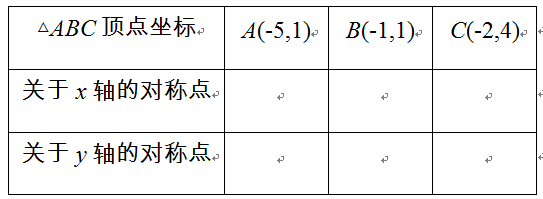 △ABC 顶点坐标 A(-5,1) B(-1,1) C(-2,4)
关于 x 轴的对称点
关于 y 轴的对称点